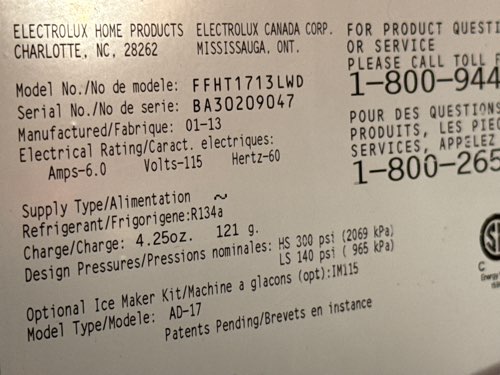 ELECTROLUX HOME PRODUCTS
CHARLOTTE, NC, 28262
ELECTROLUX CANADA CORP.
MISSISSAUGA, ONT.
FOR PRODUCT QUESTI
OR SERVICE
PLEASE CALL TOLL F
1-800-944
Model No./No de modele: FFHT1713LWD
Serial No./No de serie: BA30209047
Manufactured/Fabrique: 01-13
Electrical Rating/Caract. electriques:
Amps-6.0 Volts-115 Hertz-60
POUR DES QUESTIONS
PRODUITS, LES PIEC
SERVICES, APPELEZ
1-800-265
Supply Type/Alimentation ~
Refrigerant/Frigorigene:R134a
Charge/Charge: 4.25oz. 121 g.
Design Pressures/Pressions nominales: HS 300 psi (2069 kPa)
LS 140 psi ( 965 kPa)
Optional Ice Maker Kit/Machine a glacons (opt):IM115
Model Type/Modele: AD-17
Patents Pending/Brevets en instance
C